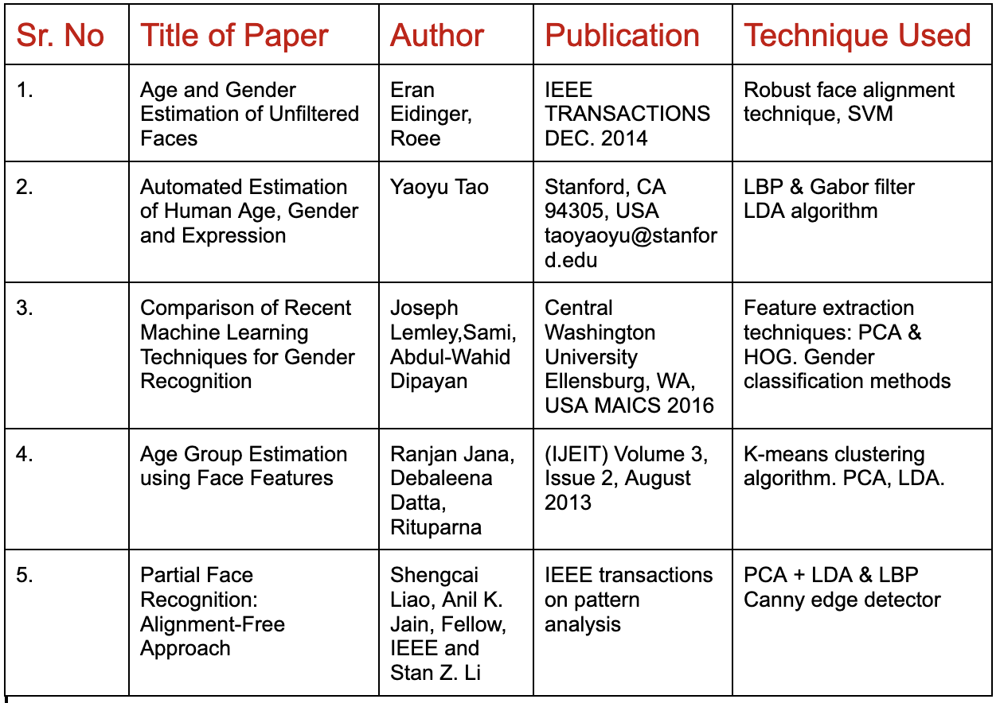 Sr. No
Title of Paper
Author
Publication
Technique Used
1.
Age and Gender
Estimation of Unfiltered
Faces
Eran
Eidinger,
Roee
IEEE
TRANSACTIONS
DEC. 2014
Robust face alignment
technique, SVM
2.
Automated Estimation
of Human Age, Gender
and Expression
Yaoyu Tao
Stanford, CA
94305, USA
taoyaoyu@stanfor
d.edu
LBP & Gabor filter
LDA algorithm
3.
Comparison of Recent
Machine Learning
Techniques for Gender
Recognition
Joseph
Lemley,Sami,
Abdul-Wahid
Dipayan
Central
Washington
University
Ellensburg, WA,
USA MAICS 2016
Feature extraction
techniques: PCA &
HOG. Gender
classification methods
4.
Age Group Estimation
using Face Features
Ranjan Jana,
Debaleena
Datta,
Rituparna
(IJEIT) Volume 3,
Issue 2, August
2013
K-means clustering
algorithm. PCA, LDA.
5.
Partial Face
Recognition:
Alignment-Free
Approach
Shengcai
Liao, Anil K.
Jain, Fellow,
IEEE and
Stan Z. Li
IEEE transactions
on pattern
analysis
PCA + LDA & LBP
Canny edge detector